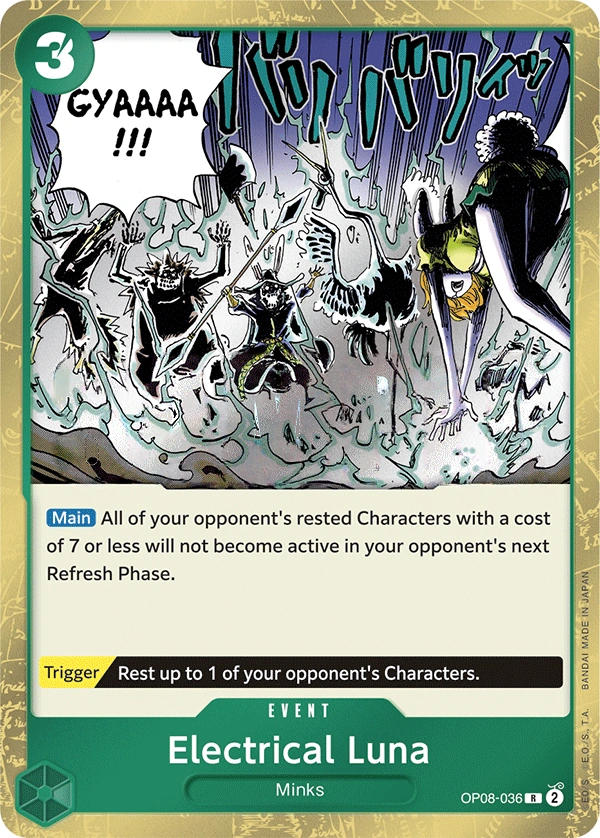 3
GYAAAA
!!!
バリバリバリ
Main All of your opponent's rested Characters with a cost
of 7 or less will not become active in your opponent's next
Refresh Phase.
Trigger Rest up to 1 of your opponent's Characters.
EVENT
Electrical Luna
Minks
OP08-036 R 2
©E.O./S., T.A. BANDAI MADE IN JAPAN